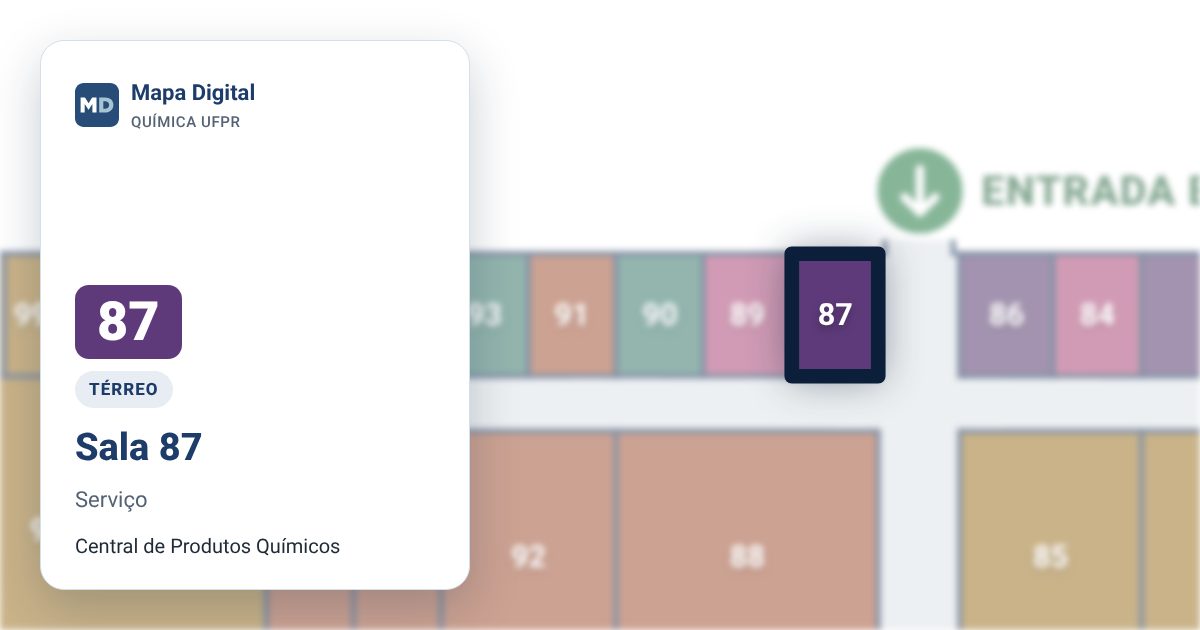 MD
Mapa Digital
QUÍMICA UFPR
87
TÉRREO
Sala 87
Serviço
Central de Produtos Químicos
ENTRADA
93
91
90
89
87
86
84
92
88
85